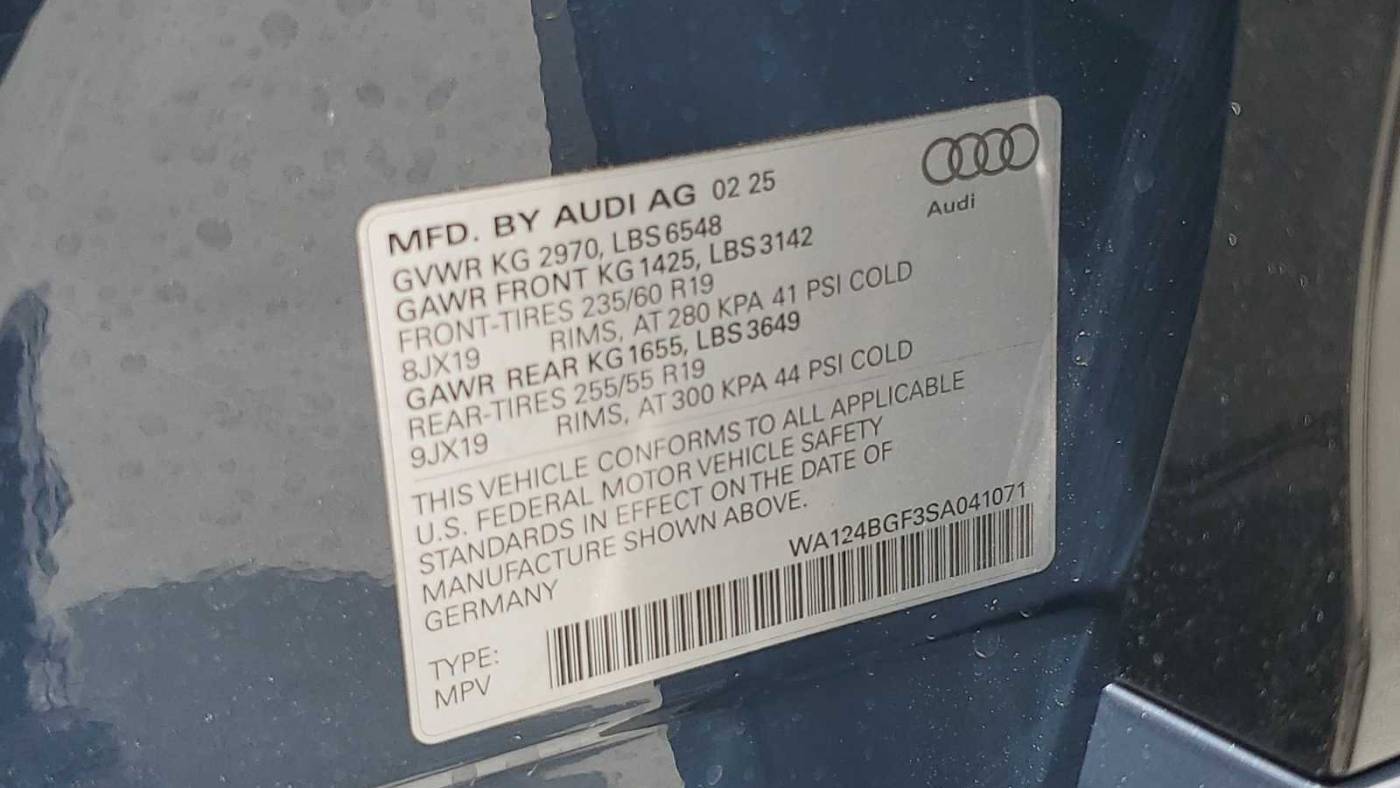 MFD. BY AUDI AG 02 25
GVWR KG 2970, LBS 6548
GAWR FRONT KG 1425, LBS 3142
FRONT-TIRES 235/60 R19
8JX19 RIMS, AT 280 KPA 41 PSI COLD
GAWR REAR KG 1655, LBS 3649
REAR-TIRES 255/55 R19
9JX19 RIMS, AT 300 KPA 44 PSI COLD
THIS VEHICLE CONFORMS TO ALL APPLICABLE
U.S. FEDERAL MOTOR VEHICLE SAFETY
STANDARDS IN EFFECT ON THE DATE OF
MANUFACTURE SHOWN ABOVE.
GERMANY
WA124BGF3SA041071
TYPE:
MPV
Audi